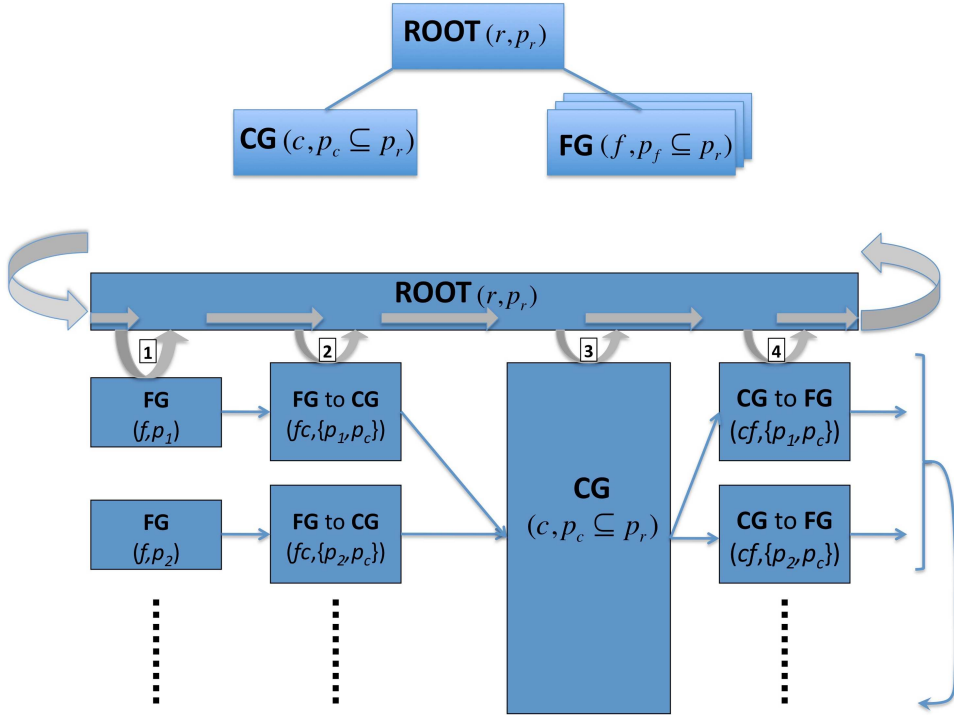 ROOT (r, p_r)
CG (c, p_c ⊆ p_r)
FG (f, p_f ⊆ p_r)
ROOT (r, p_r)
1
2
3
4
FG
(f,p_1)
FG to CG
(fc,{p_1,p_c})
CG
(c, p_c ⊆ p_r)
CG to FG
(cf,{p_1,p_c})
FG
(f,p_2)
FG to CG
(fc,{p_2,p_c})
CG to FG
(cf,{p_2,p_c})